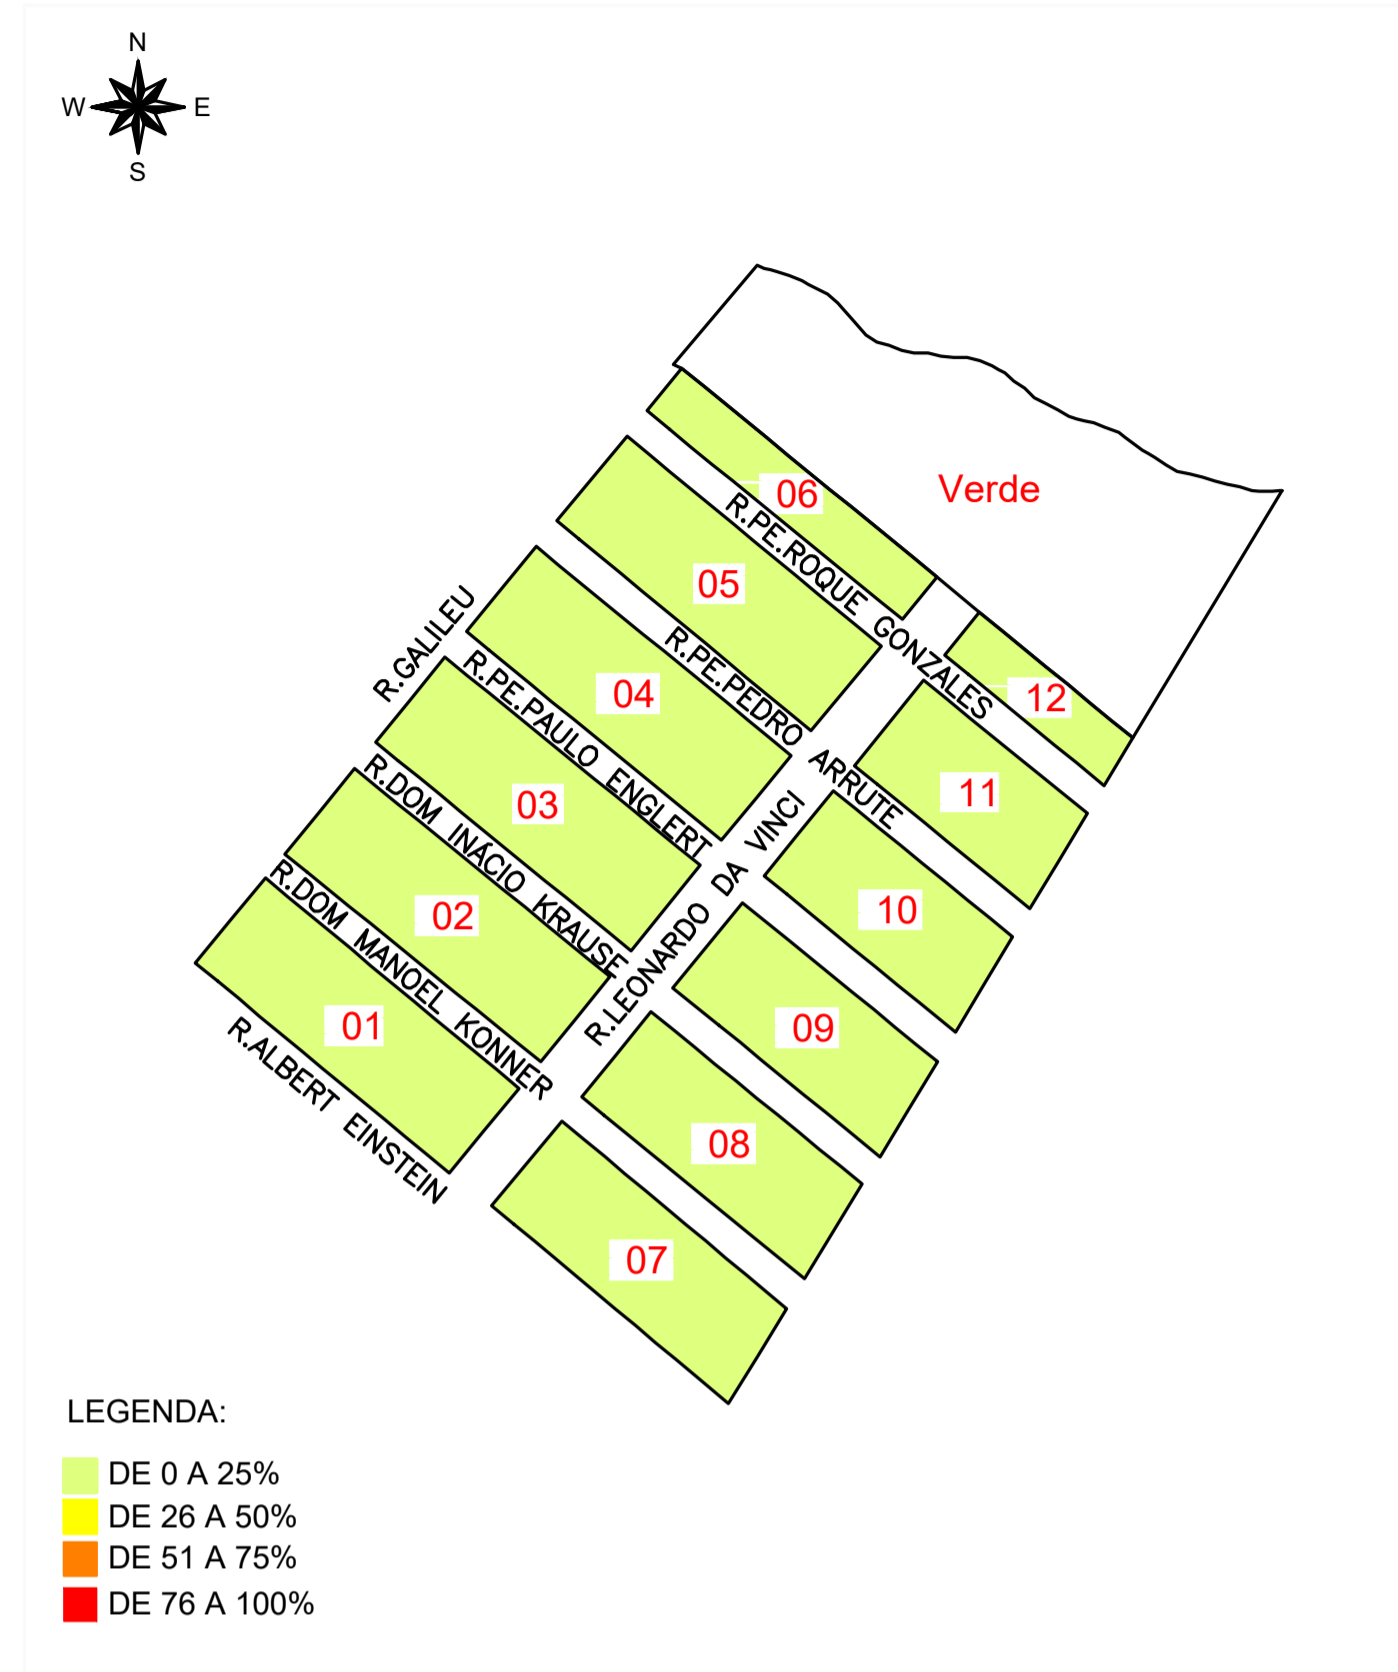 N
W
E
S
Verde
06
R.PE.ROQUE GONZALES
05
R.GALILEU
R.PE.PEDRO ARRUTE
12
04
R.PE.PAULO ENGLERT
11
03
R.DOM INÁCIO KRAUSE
R.LEONARDO DA VINCI
10
02
R.DOM MANOEL KONNER
09
01
R.ALBERT EINSTEIN
08
07
LEGENDA:
DE 0 A 25%
DE 26 A 50%
DE 51 A 75%
DE 76 A 100%